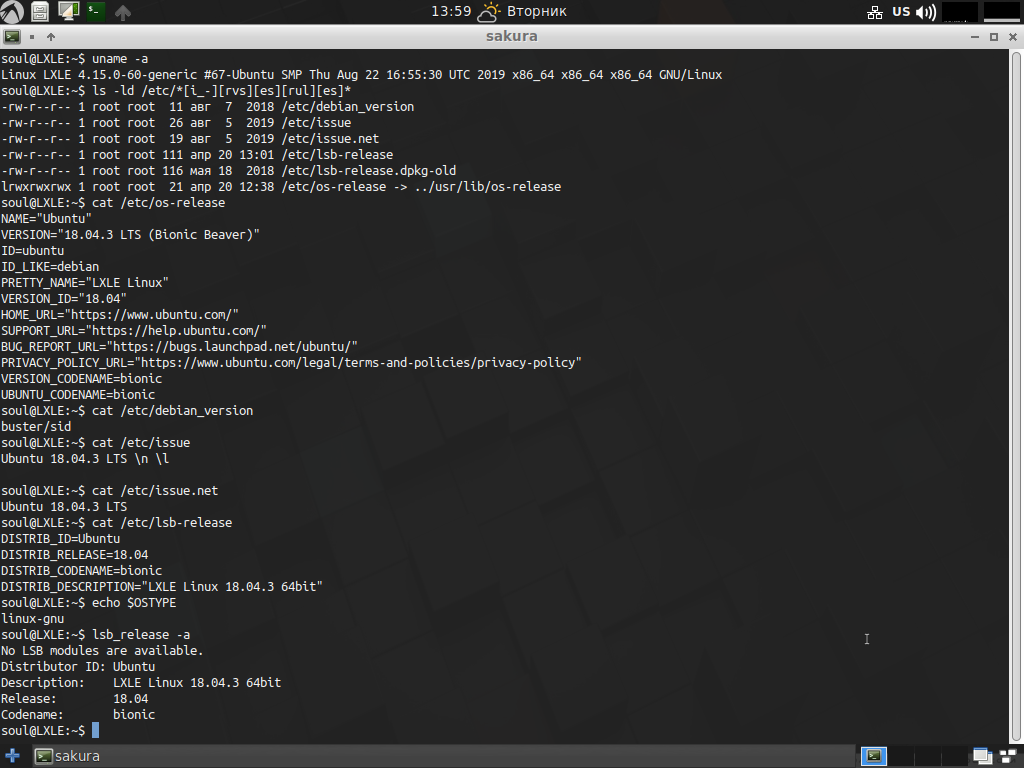 13:59 Вторник US
sakura
soul@LXLE:~$ uname -a
Linux LXLE 4.15.0-60-generic #67-Ubuntu SMP Thu Aug 22 16:55:30 UTC 2019 x86_64 x86_64 x86_64 GNU/Linux
soul@LXLE:~$ ls -ld /etc/*[i_-][rvs][es][rul][es]*
-rw-r--r-- 1 root root  11 авг  7  2018 /etc/debian_version
-rw-r--r-- 1 root root  26 авг  5  2019 /etc/issue
-rw-r--r-- 1 root root  19 авг  5  2019 /etc/issue.net
-rw-r--r-- 1 root root 111 апр 20 13:01 /etc/lsb-release
-rw-r--r-- 1 root root 116 мая 18  2018 /etc/lsb-release.dpkg-old
lrwxrwxrwx 1 root root  21 апр 20 12:38 /etc/os-release -> ../usr/lib/os-release
soul@LXLE:~$ cat /etc/os-release
NAME="Ubuntu"
VERSION="18.04.3 LTS (Bionic Beaver)"
ID=ubuntu
ID_LIKE=debian
PRETTY_NAME="LXLE Linux"
VERSION_ID="18.04"
HOME_URL="https://www.ubuntu.com/"
SUPPORT_URL="https://help.ubuntu.com/"
BUG_REPORT_URL="https://bugs.launchpad.net/ubuntu/"
PRIVACY_POLICY_URL="https://www.ubuntu.com/legal/terms-and-policies/privacy-policy"
VERSION_CODENAME=bionic
UBUNTU_CODENAME=bionic
soul@LXLE:~$ cat /etc/debian_version
buster/sid
soul@LXLE:~$ cat /etc/issue
Ubuntu 18.04.3 LTS \n \l

soul@LXLE:~$ cat /etc/issue.net
Ubuntu 18.04.3 LTS
soul@LXLE:~$ cat /etc/lsb-release
DISTRIB_ID=Ubuntu
DISTRIB_RELEASE=18.04
DISTRIB_CODENAME=bionic
DISTRIB_DESCRIPTION="LXLE Linux 18.04.3 64bit"
soul@LXLE:~$ echo $OSTYPE
linux-gnu
soul@LXLE:~$ lsb_release -a
No LSB modules are available.
Distributor ID: Ubuntu
Description:    LXLE Linux 18.04.3 64bit
Release:        18.04
Codename:       bionic
soul@LXLE:~$
sakura